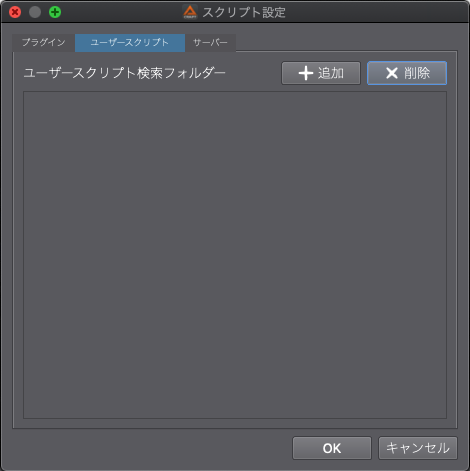 スクリプト設定
プラグイン ユーザースクリプト サーバー
ユーザースクリプト検索フォルダー 追加 削除
OK キャンセル